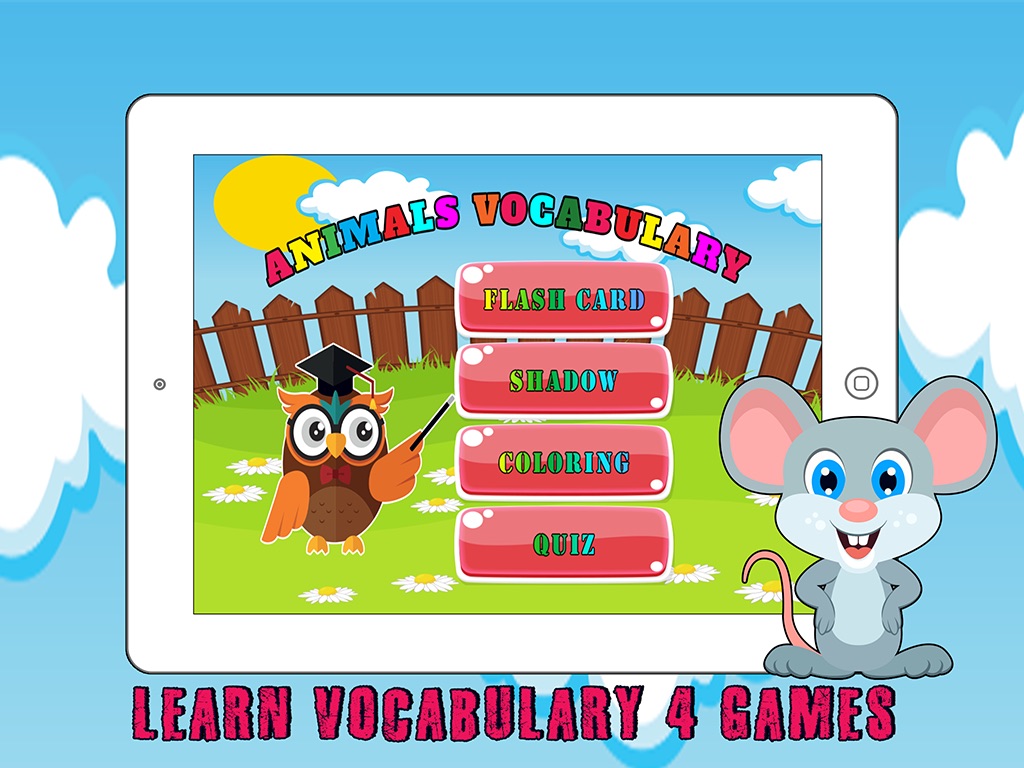 ANIMALS VOCABULARY
FLASH CARD
SHADOW
COLORING
QUIZ
LEARN VOCABULARY 4 GAMES